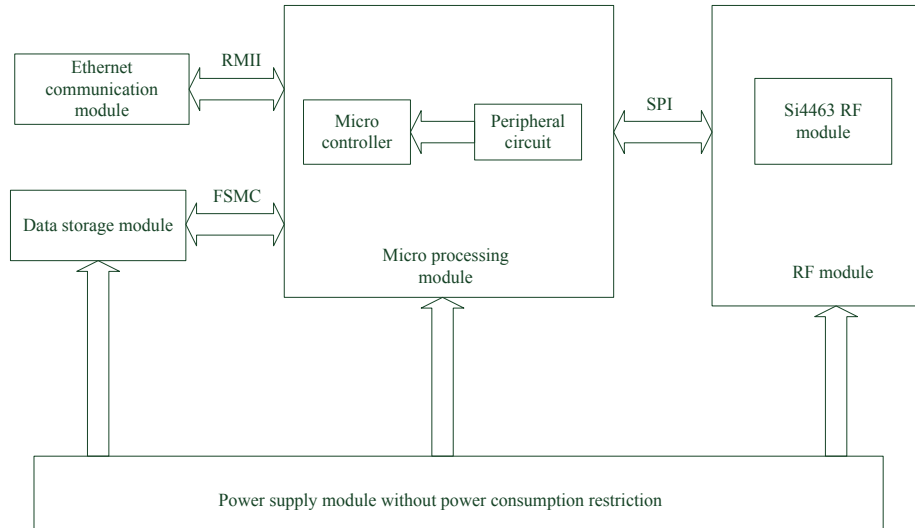 Ethernet
communication
module
RMII
Data storage module
FSMC
Micro
controller
Peripheral
circuit
Micro processing
module
SPI
Si4463 RF
module
RF module
Power supply module without power consumption restriction